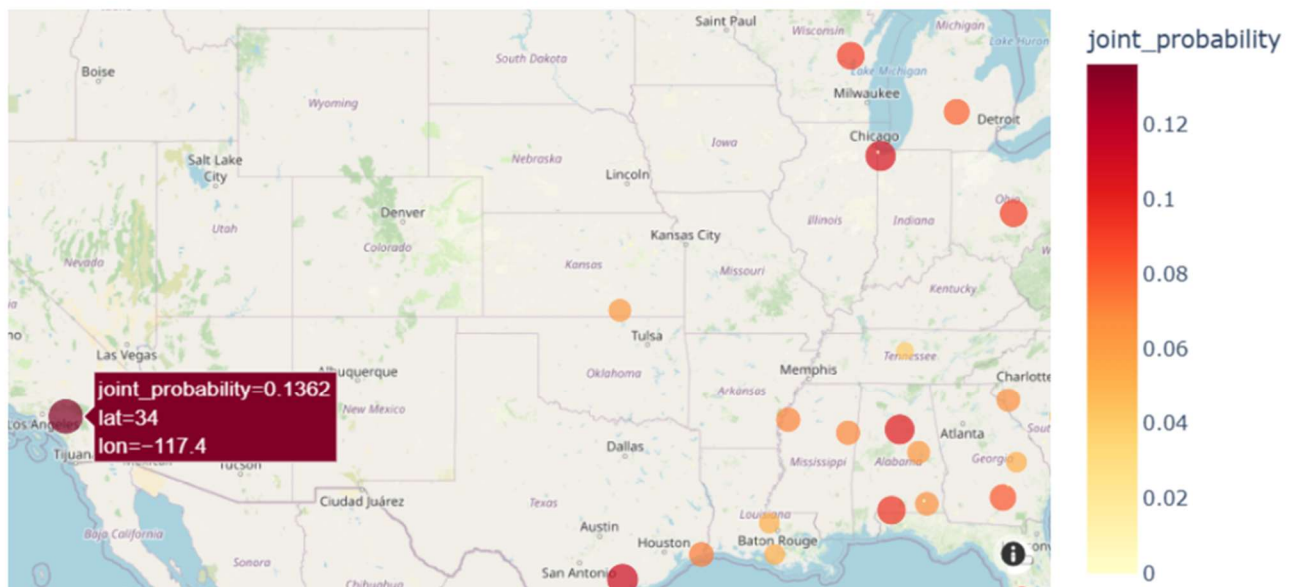 Saint Paul
Wisconsin
Michigan
Lake Huron
South Dakota
Boise
Lake Michigan
Wyoming
Milwaukee
Detroit
Chicago
Iowa
Salt Lake
City
Nebraska
Lincoln
Ohio
Denver
Illinois
Indiana
Utah
Kansas City
Colorado
Nevada
Kansas
Missouri
Kentucky
Tulsa
Las Vegas
Tennessee
Albuquerque
Oklahoma
Memphis
Charlotte
joint_probability=0.1362
lat=34
lon=−117.4
Arkansas
New Mexico
Los Angeles
Atlanta
Dallas
Mississippi
Alabama
Georgia
Tucson
Ciudad Juárez
Texas
Louisiana
Baja California
Austin
Houston
Baton Rouge
Sonora
San Antonio
Chihuahua
joint_probability
0.12
0.1
0.08
0.06
0.04
0.02
0